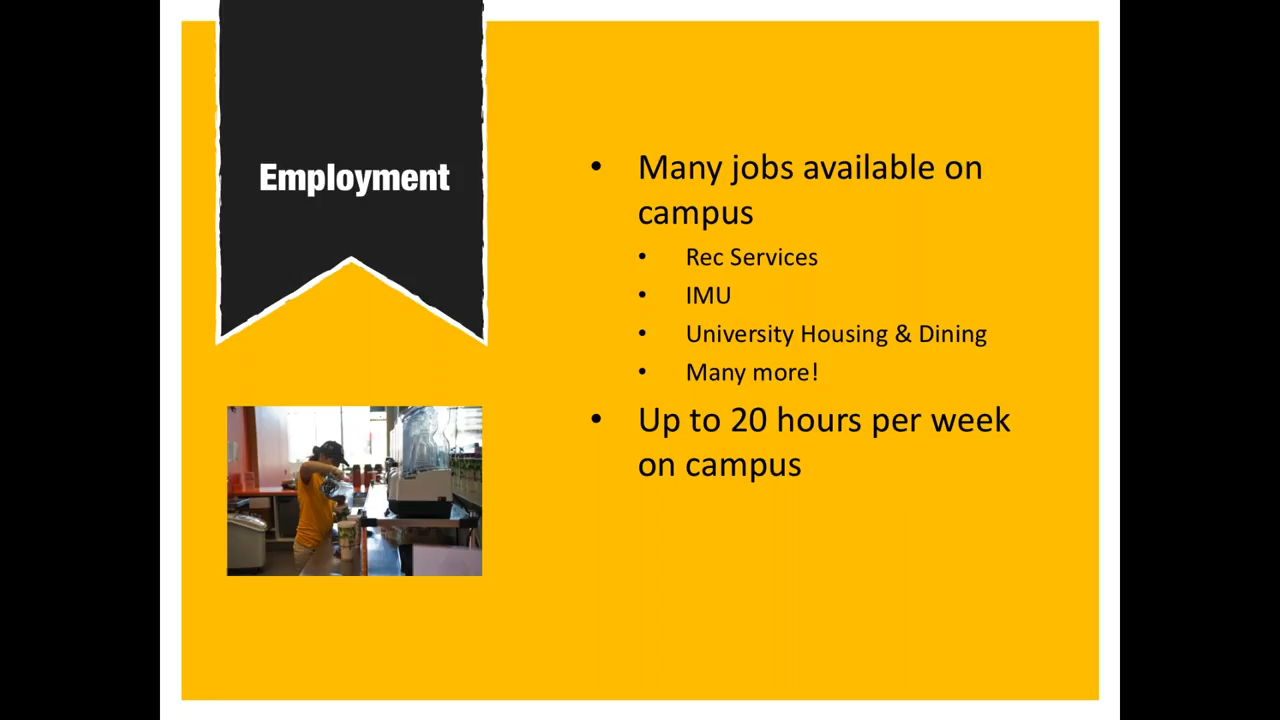 Employment
• Many jobs available on
campus
• Rec Services
• IMU
• University Housing & Dining
• Many more!
• Up to 20 hours per week
on campus